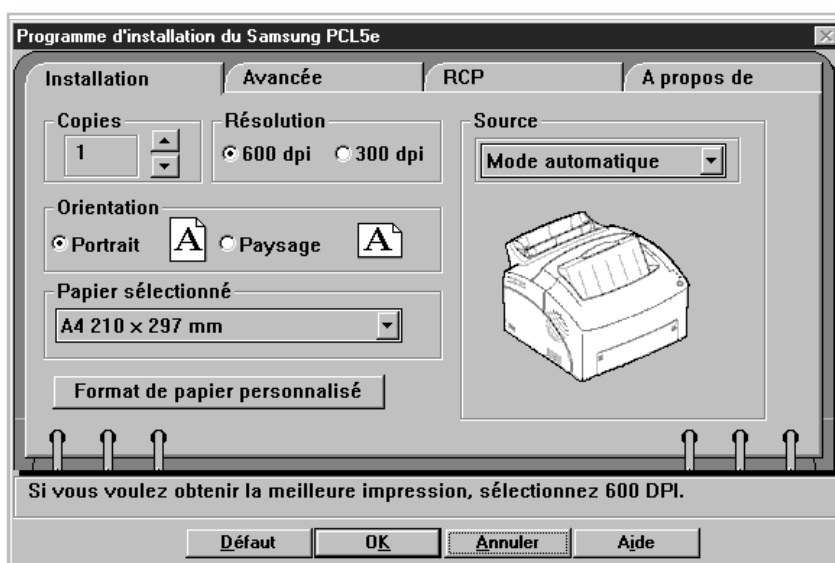 Programme d'installation du Samsung PCL5e
Installation
Avancée
RCP
A propos de
Copies
1
Résolution
600 dpi
300 dpi
Source
Mode automatique
Orientation
Portrait
A
Paysage
A
Papier sélectionné
A4 210 × 297 mm
Format de papier personnalisé
Si vous voulez obtenir la meilleure impression, sélectionnez 600 DPI.
Défaut
OK
Annuler
Aide